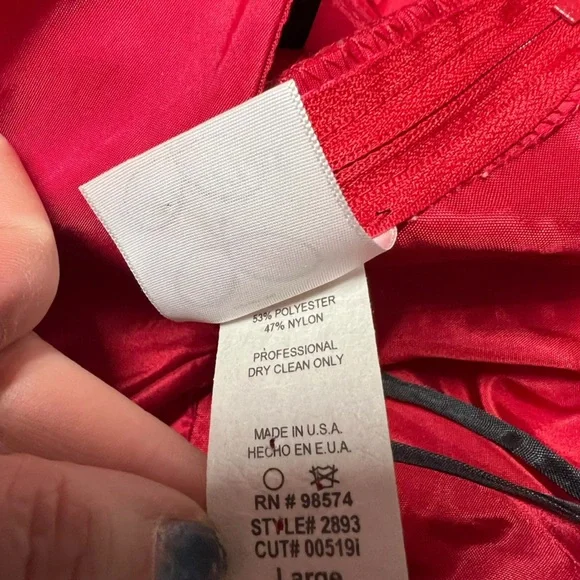 53% POLYESTER
47% NYLON
PROFESSIONAL
DRY CLEAN ONLY
MADE IN U.S.A.
HECHO EN E.U.A.
RN # 98574
STYLE# 2893
CUT# 00519i
Large